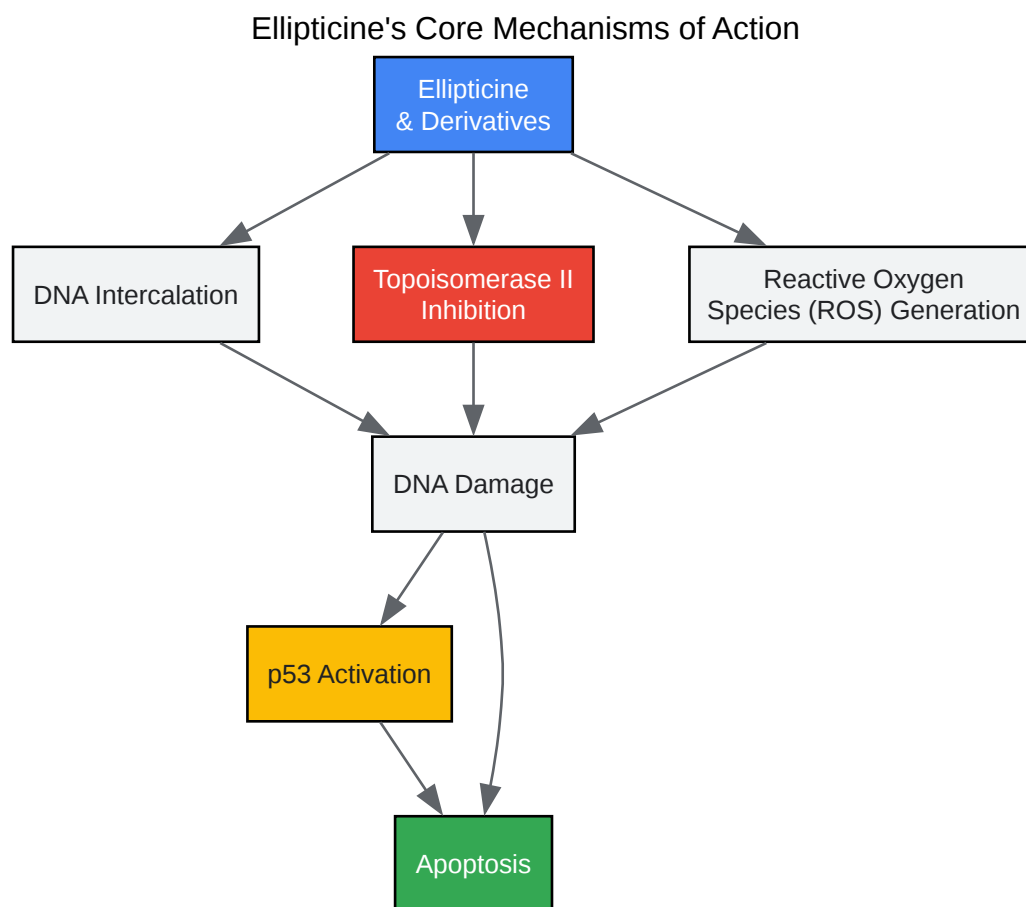 Ellipticine's Core Mechanisms of Action
Ellipticine
& Derivatives
DNA Intercalation
Topoisomerase II
Inhibition
Reactive Oxygen
Species (ROS) Generation
DNA Damage
p53 Activation
Apoptosis